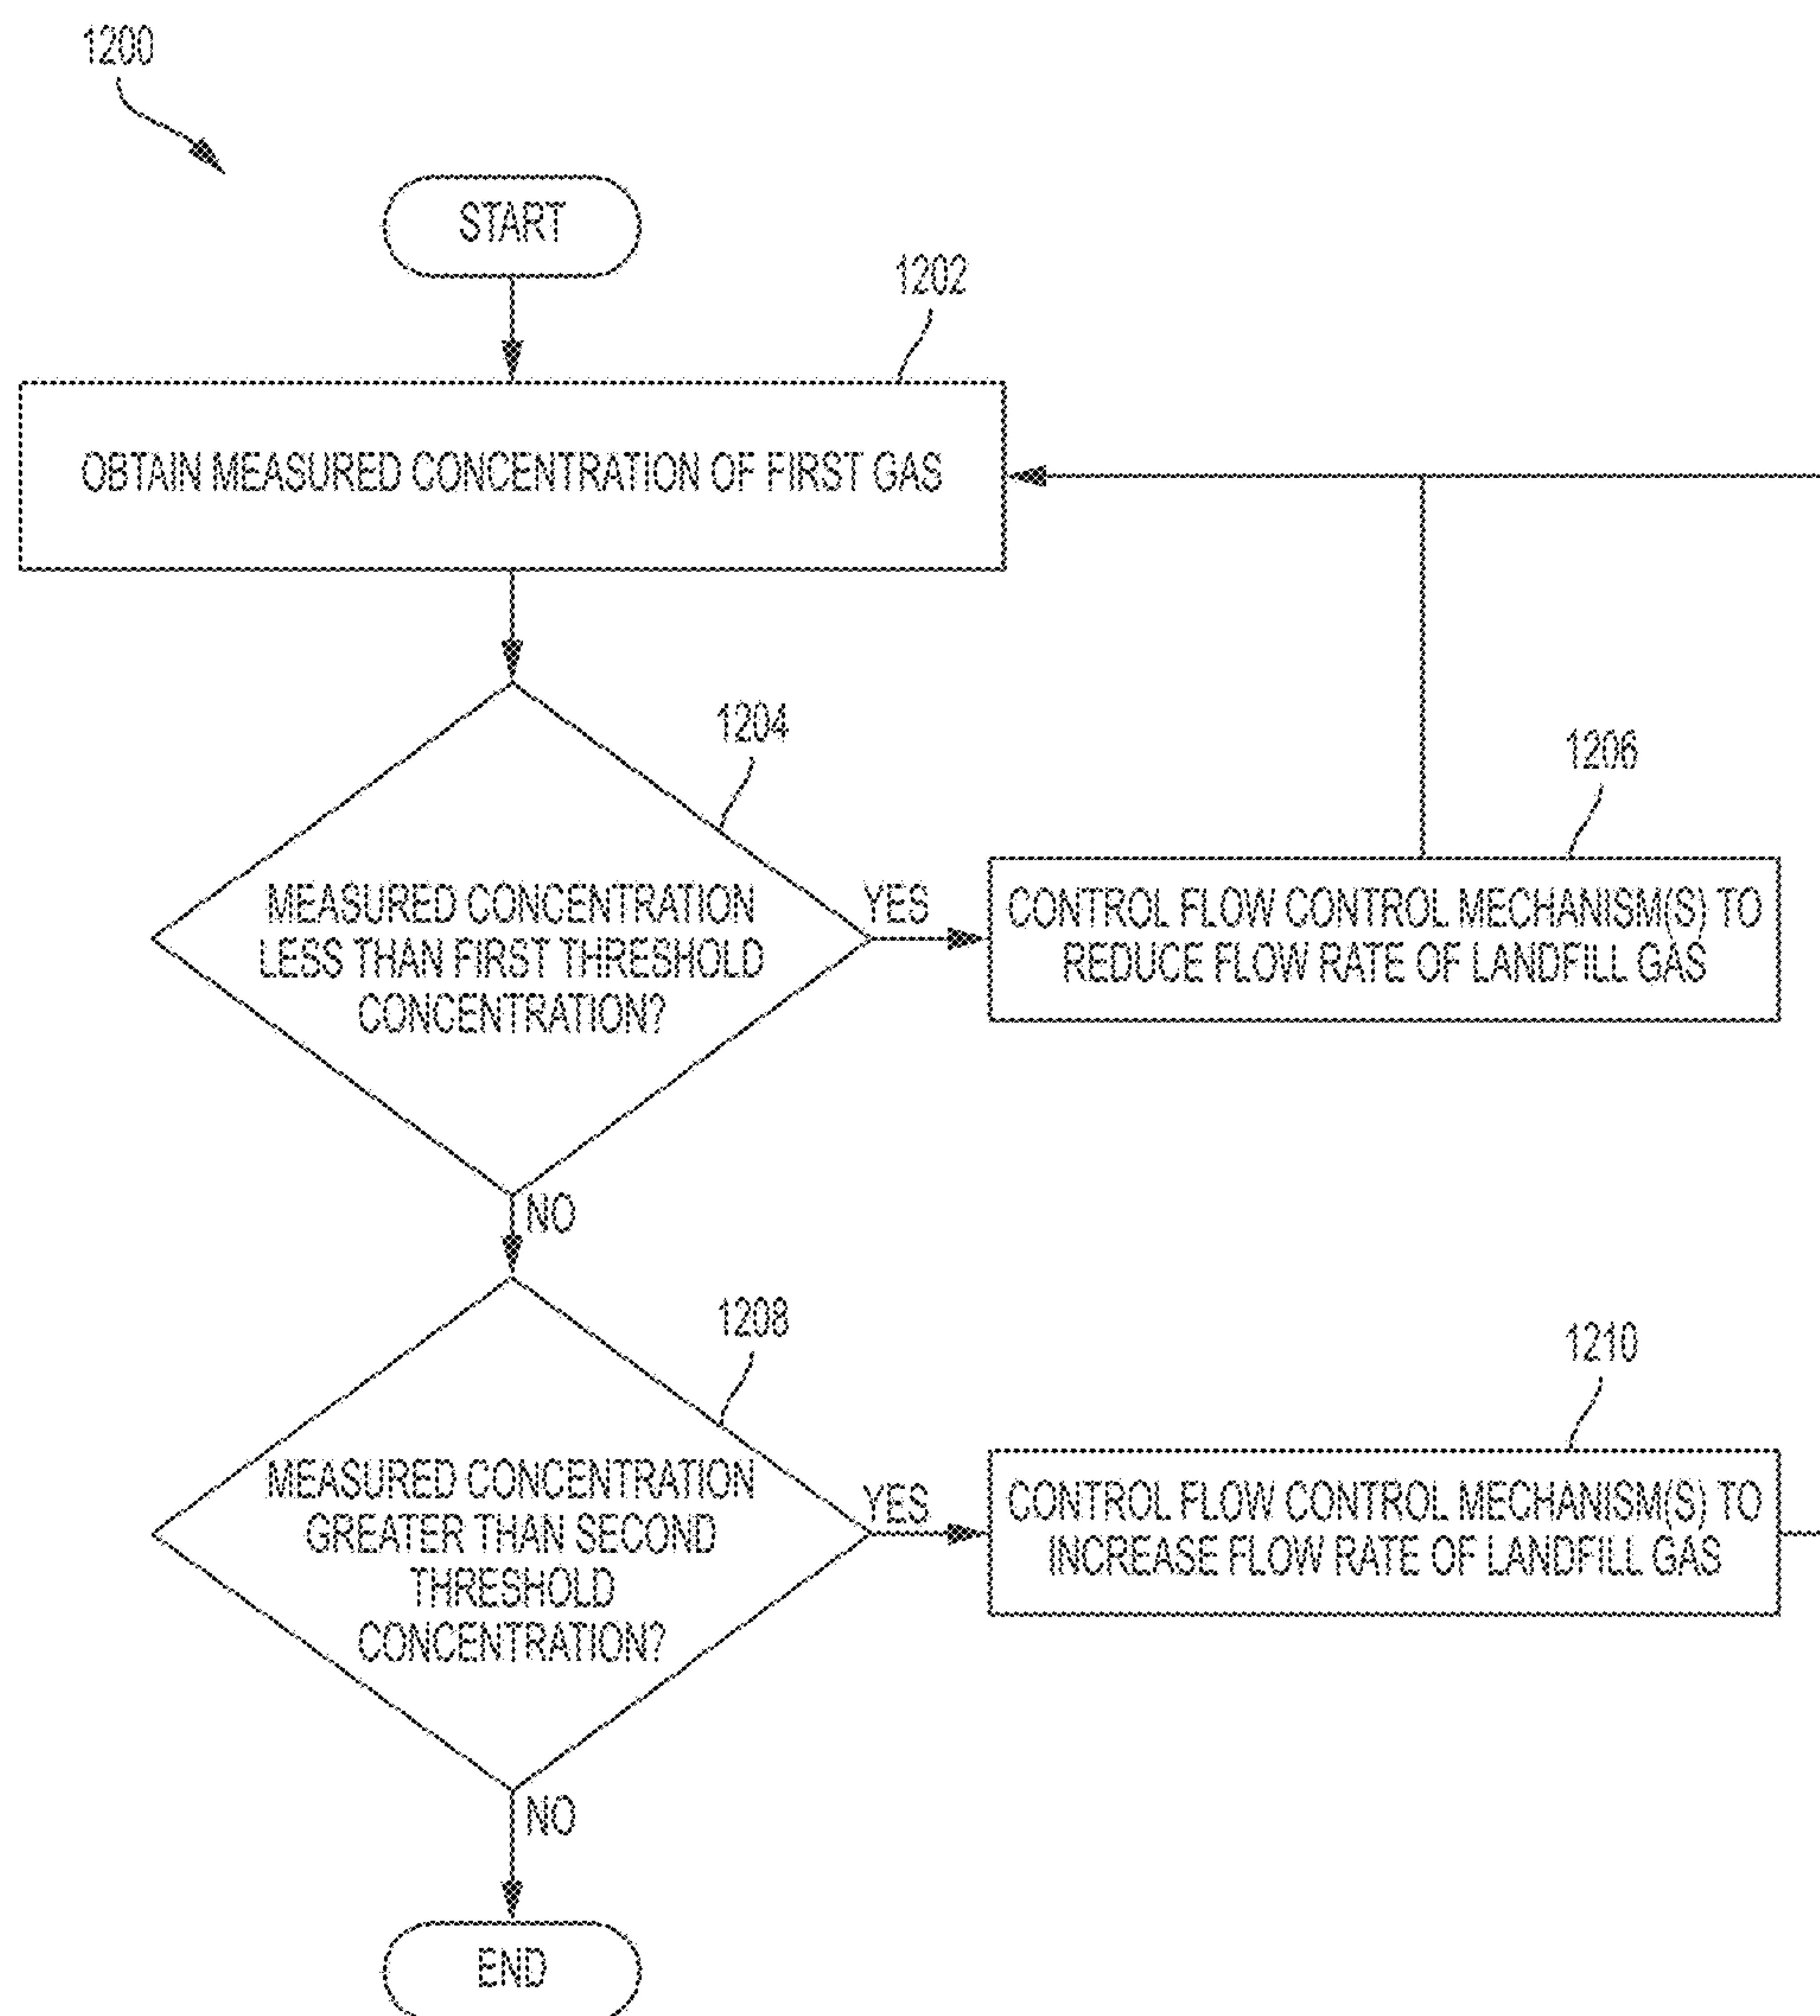 1200
START
1202
OBTAIN MEASURED CONCENTRATION OF FIRST GAS
1204
MEASURED CONCENTRATION
LESS THAN FIRST THRESHOLD
CONCENTRATION?
YES
1206
CONTROL FLOW CONTROL MECHANISM(S) TO
REDUCE FLOW RATE OF LANDFILL GAS
NO
1208
MEASURED CONCENTRATION
GREATER THAN SECOND
THRESHOLD
CONCENTRATION?
YES
1210
CONTROL FLOW CONTROL MECHANISM(S) TO
INCREASE FLOW RATE OF LANDFILL GAS
NO
END